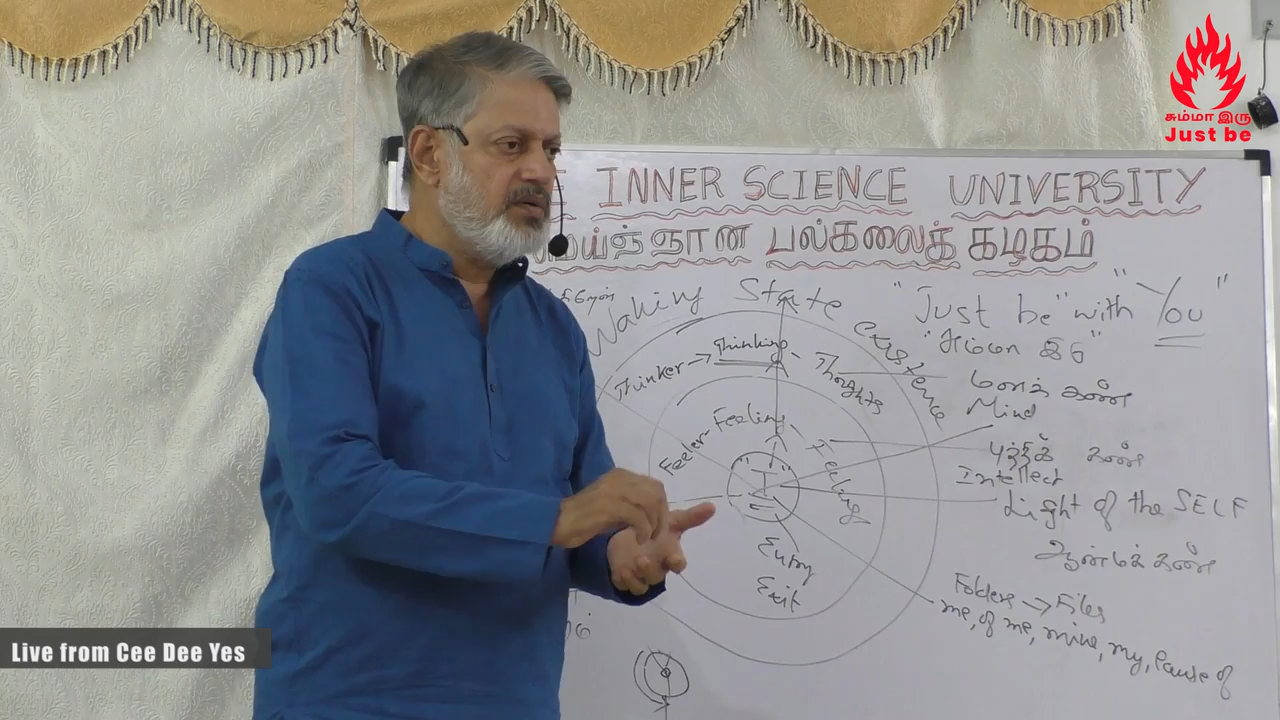 சும்மா இரு
Just be
INNER SCIENCE UNIVERSITY
மெய்ஞ்ஞான பல்கலைக் கழகம்
Waking State existence
"Just be" with "You"
"சும்மா இரு"
Thinker → Thinking - Thoughts
மனக் கண்
Mind
Feeler - Feeling - Feeling
புத்திக் கண்
Intellect
I
Light of the SELF
ஆன்மக் கண்
Entry
Exit
Folders → Files
me, of me, mine, my, cause of
Live from Cee Dee Yes